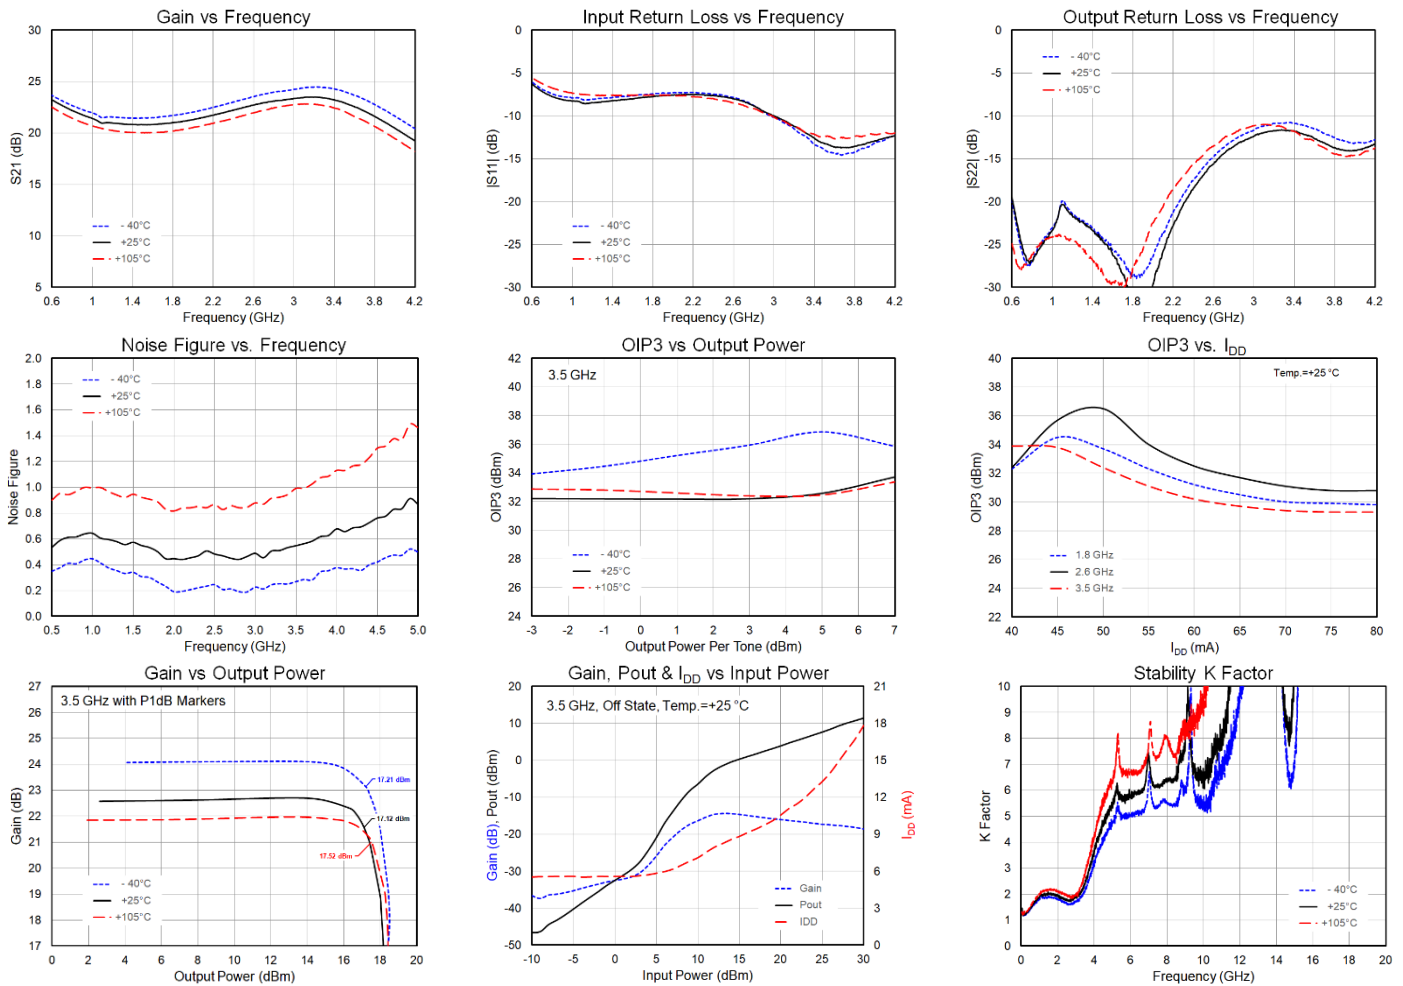 Gain vs Frequency
S21 (dB)
30
25
20
15
10
5
- 40°C
+25°C
+105°C
0.6 1 1.4 1.8 2.2 2.6 3 3.4 3.8 4.2
Frequency (GHz)
Input Return Loss vs Frequency
|S11| (dB)
0
-5
-10
-15
-20
-25
-30
- 40°C
+25°C
+105°C
0.6 1 1.4 1.8 2.2 2.6 3 3.4 3.8 4.2
Frequency (GHz)
Output Return Loss vs Frequency
|S22| (dB)
0
-5
-10
-15
-20
-25
-30
- 40°C
+25°C
+105°C
0.6 1 1.4 1.8 2.2 2.6 3 3.4 3.8 4.2
Frequency (GHz)
Noise Figure vs. Frequency
Noise Figure
2.0
1.8
1.6
1.4
1.2
1.0
0.8
0.6
0.4
0.2
0.0
- 40°C
+25°C
+105°C
0.5 1.0 1.5 2.0 2.5 3.0 3.5 4.0 4.5 5.0
Frequency (GHz)
OIP3 vs Output Power
3.5 GHz
OIP3 (dBm)
42
40
38
36
34
32
30
28
26
24
- 40°C
+25°C
+105°C
-3 -2 -1 0 1 2 3 4 5 6 7
Output Power Per Tone (dBm)
OIP3 vs. IDD
Temp.=+25 °C
OIP3 (dBm)
40
38
36
34
32
30
28
26
24
22
1.8 GHz
2.6 GHz
3.5 GHz
40 45 50 55 60 65 70 75 80
IDD (mA)
Gain vs Output Power
3.5 GHz with P1dB Markers
Gain (dB)
27
26
25
24
23
22
21
20
19
18
17
17.21 dBm
17.12 dBm
17.52 dBm
- 40°C
+25°C
+105°C
0 2 4 6 8 10 12 14 16 18 20
Output Power (dBm)
Gain, Pout & IDD vs Input Power
3.5 GHz, Off State, Temp.=+25 °C
Gain (dB), Pout (dBm)
20
10
0
-10
-20
-30
-40
-50
21
18
15
12
9
6
3
0
IDD (mA)
Gain
Pout
IDD
-10 -5 0 5 10 15 20 25 30
Input Power (dBm)
Stability K Factor
K Factor
10
9
8
7
6
5
4
3
2
1
0
- 40°C
+25°C
+105°C
0 2 4 6 8 10 12 14 16 18 20
Frequency (GHz)